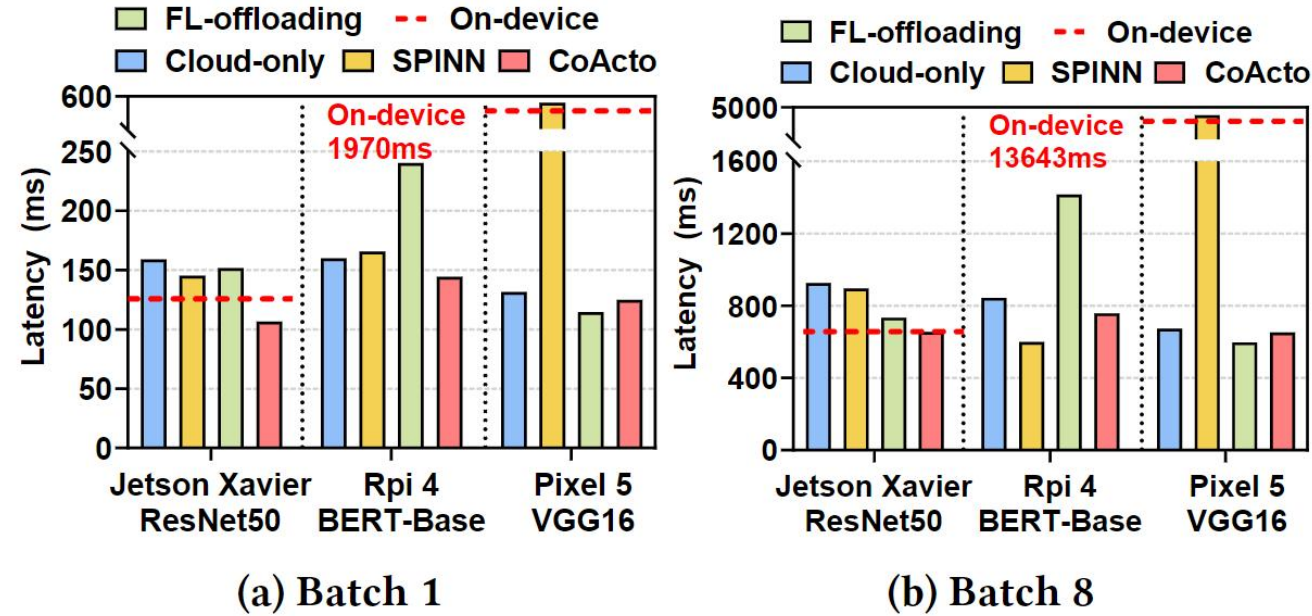 FL-offloading On-device
Cloud-only SPINN CoActo
600
250
200
150
100
50
0
Latency (ms)
On-device
1970ms
Jetson Xavier
ResNet50
Rpi 4
BERT-Base
Pixel 5
VGG16
(a) Batch 1
FL-offloading On-device
Cloud-only SPINN CoActo
5000
1600
1200
800
400
0
Latency (ms)
On-device
13643ms
Jetson Xavier
ResNet50
Rpi 4
BERT-Base
Pixel 5
VGG16
(b) Batch 8